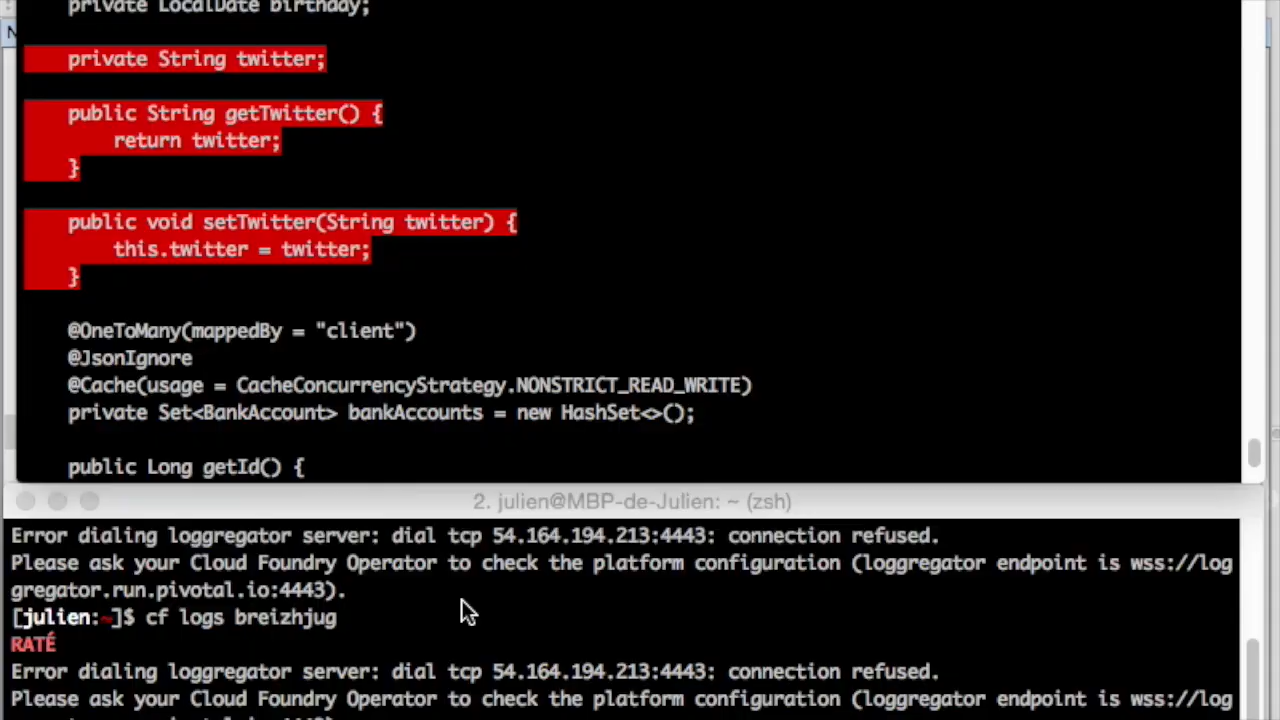 private LocalDate birthday;
N
private String twitter;
public String getTwitter() {
return twitter;
}
public void setTwitter(String twitter) {
this.twitter = twitter;
}
@OneToMany(mappedBy = "client")
@JsonIgnore
@Cache(usage = CacheConcurrencyStrategy.NONSTRICT_READ_WRITE)
private Set<BankAccount> bankAccounts = new HashSet<>();
public Long getId() {
2. julien@MBP-de-Julien: ~ (zsh)
Error dialing loggregator server: dial tcp 54.164.194.213:4443: connection refused.
Please ask your Cloud Foundry Operator to check the platform configuration (loggregator endpoint is wss://log
gregator.run.pivotal.io:4443).
[julien:~]$ cf logs breizhjug
RATÉ
Error dialing loggregator server: dial tcp 54.164.194.213:4443: connection refused.
Please ask your Cloud Foundry Operator to check the platform configuration (loggregator endpoint is wss://log